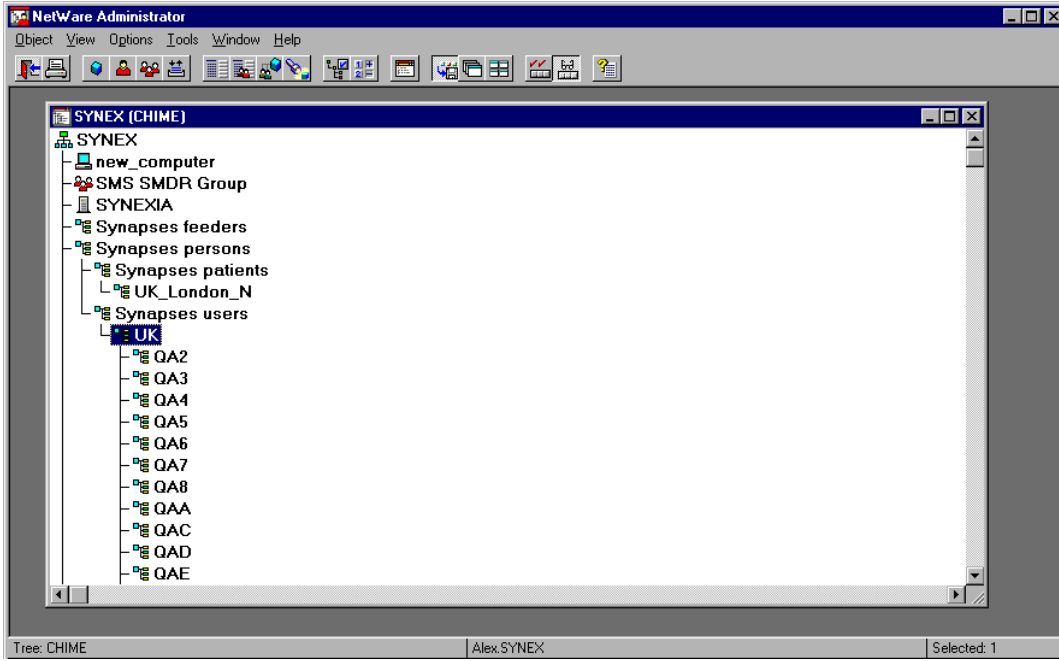 NetWare Administrator
Object View Options Tools Window Help
SYNEX (CHIME)
SYNEX
new_computer
SMS SMDR Group
SYNEXIA
Synapses feeders
Synapses persons
Synapses patients
UK_London_N
Synapses users
UK
QA2
QA3
QA4
QA5
QA6
QA7
QA8
QAA
QAC
QAD
QAE
Tree: CHIME Alex.SYNEX Selected: 1